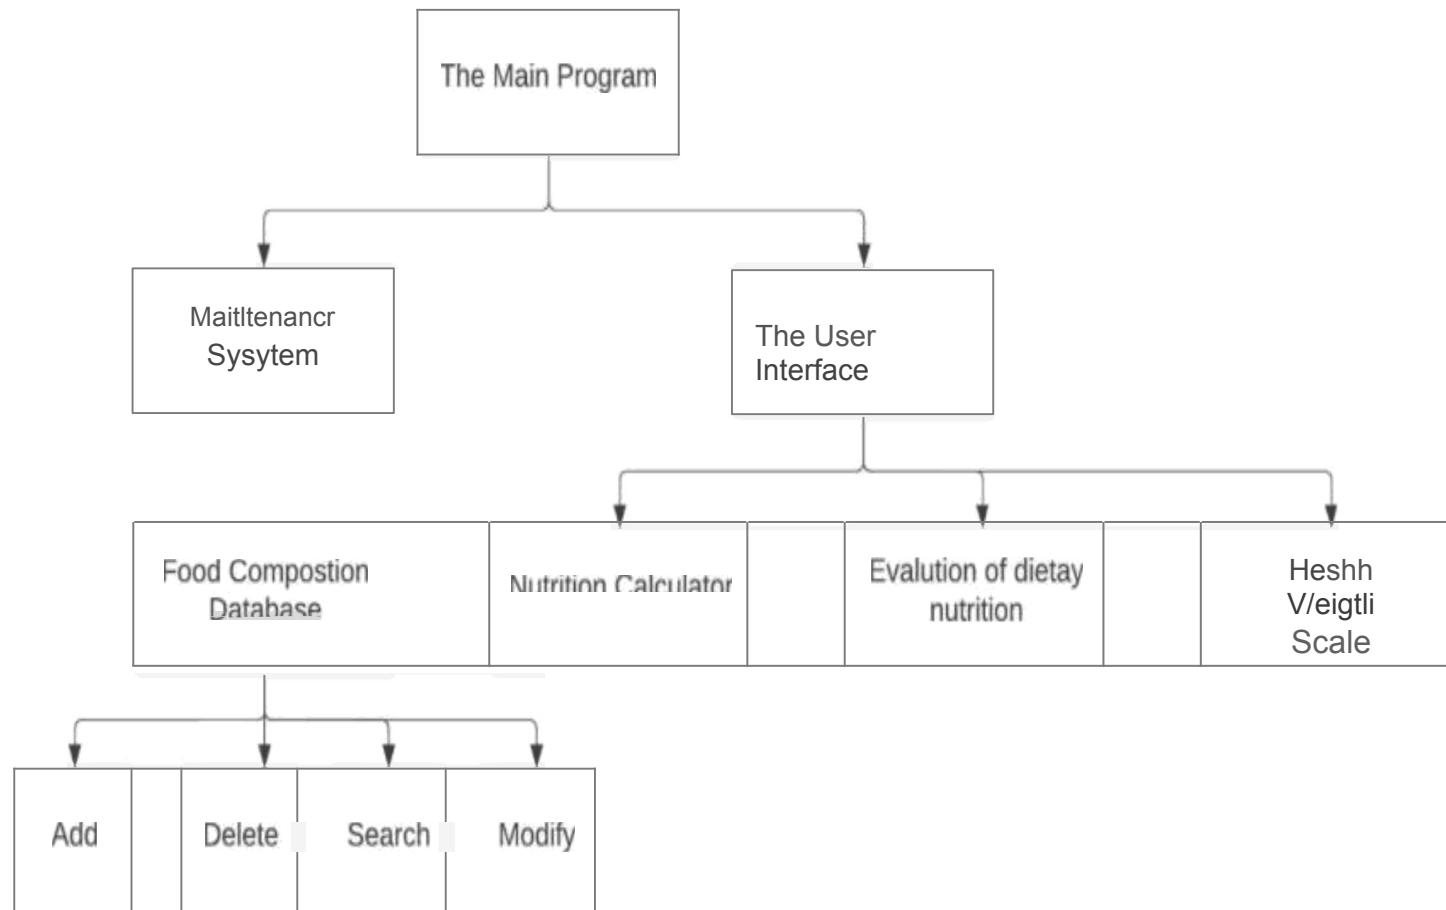 The Main Program
Maitltenancr
Sysytem
The User
Interface
Food Compostion
Database
Nutrition Calculator
Evalution of dietay
nutrition
Heshh
V/eigtli
Scale
Add
Delete
Search
Modify